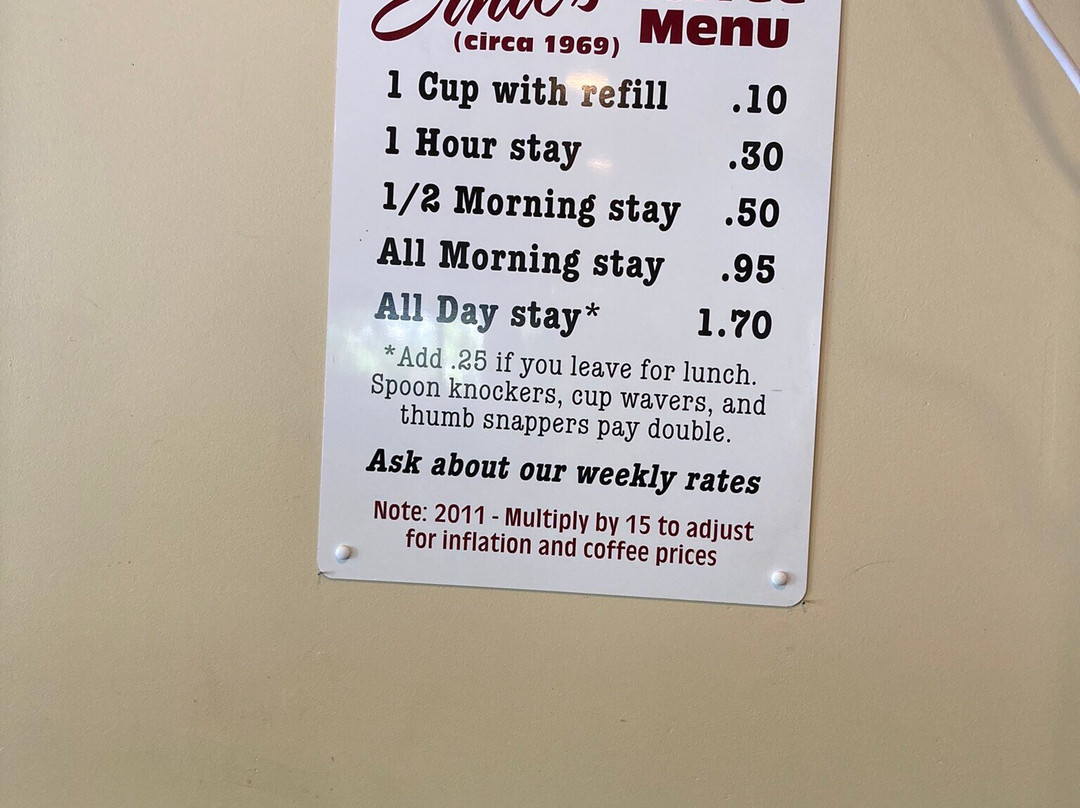 (circa 1969) Menu
1 Cup with refill .10
1 Hour stay .30
1/2 Morning stay .50
All Morning stay .95
All Day stay* 1.70
*Add .25 if you leave for lunch.
Spoon knockers, cup wavers, and
thumb snappers pay double.
Ask about our weekly rates
Note: 2011 - Multiply by 15 to adjust
for inflation and coffee prices